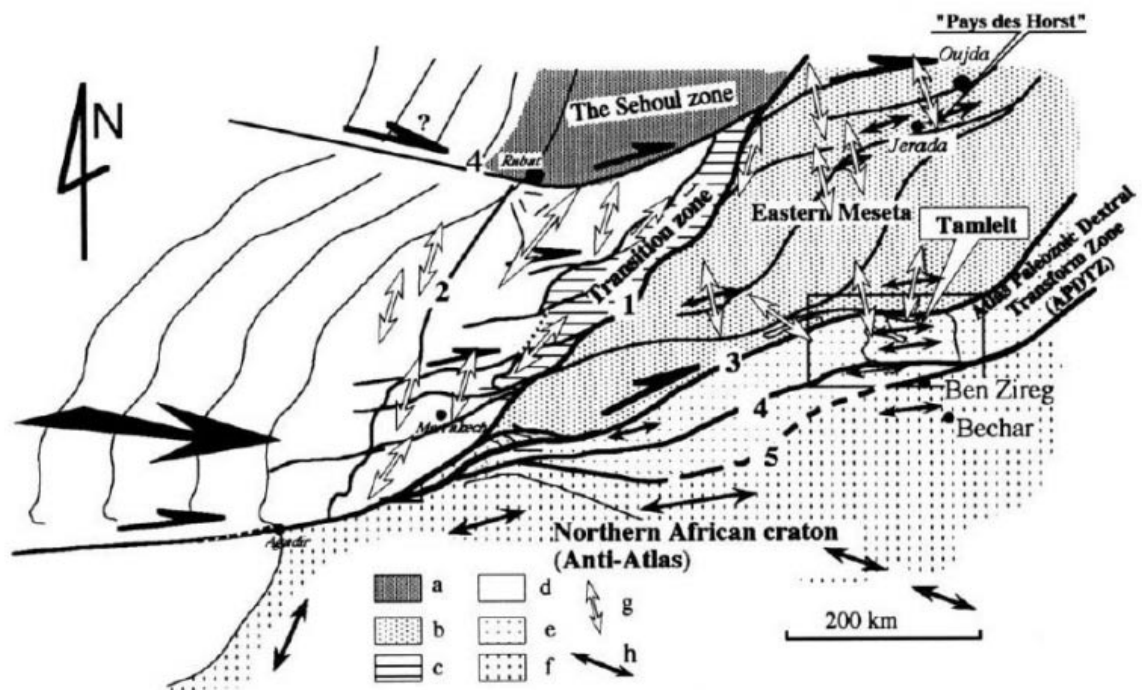 "Pays des Horst"
Oujda
The Sehoul zone
N
?
4
Rabat
Jerada
Eastern Meseta
Tamlelt
Transition zone
Atlas Paleozoic Dextral
Transform Zone
(APDTZ)
2
1
3
Ben Zireg
Marrakech
4
Bechar
5
Agadir
Northern African craton
(Anti-Atlas)
a
d
g
b
e
200 km
c
f
h